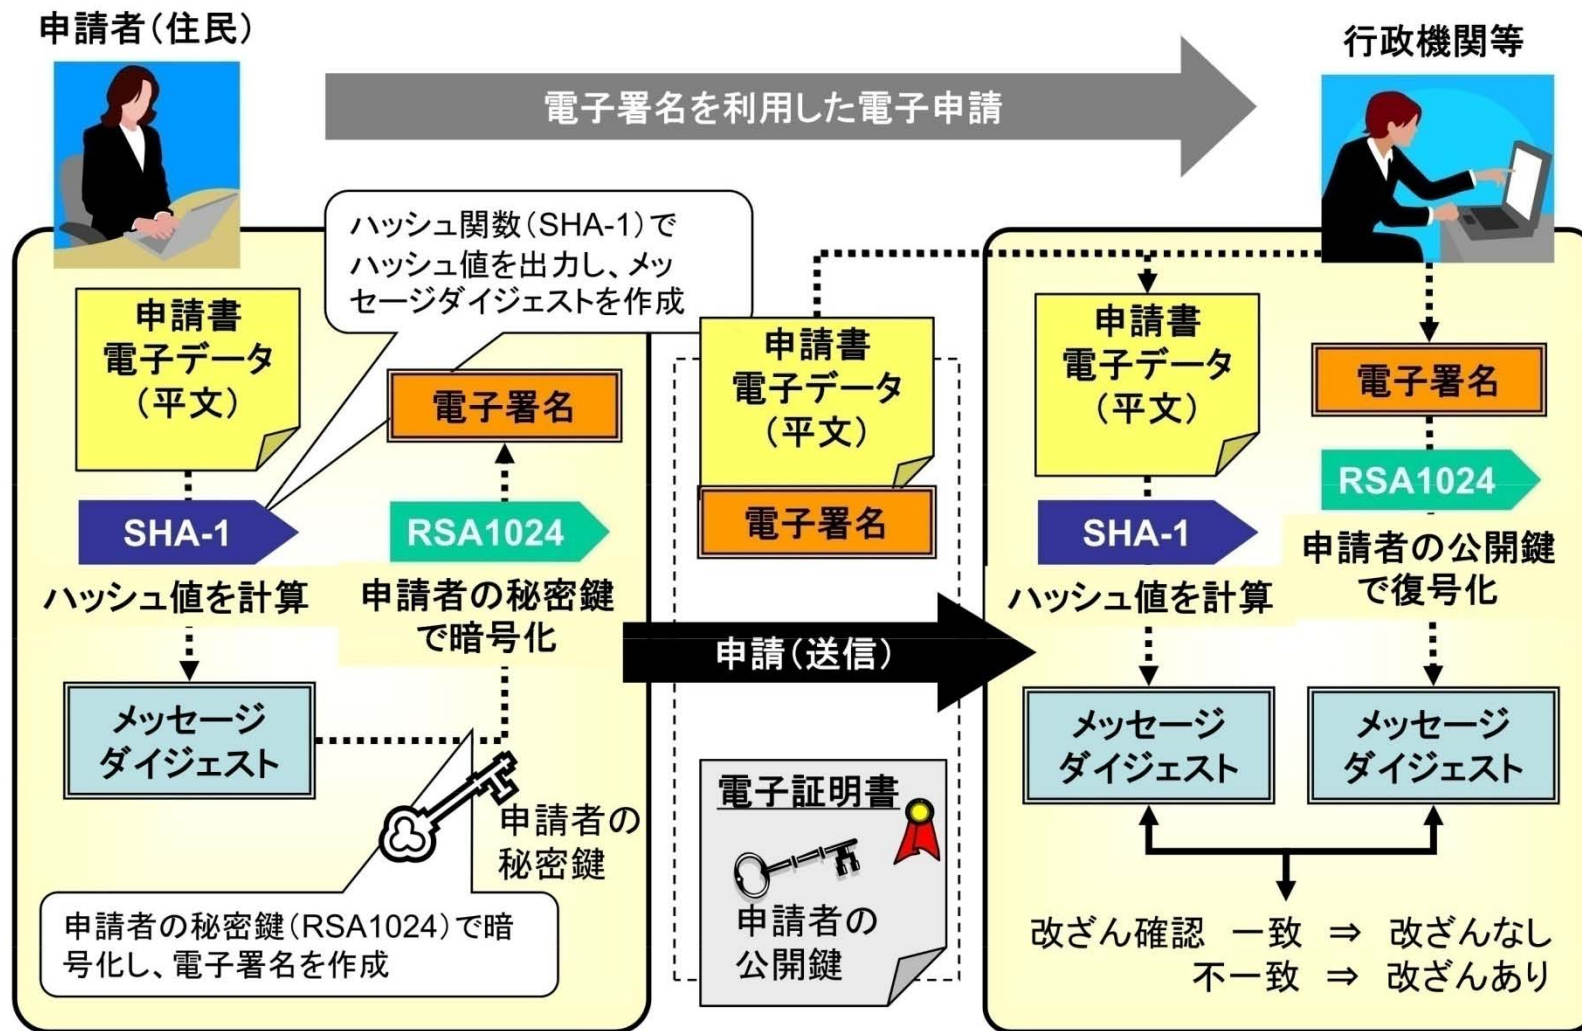 申請者(住民)
行政機関等
電子署名を利用した電子申請
ハッシュ関数(SHA-1)で
ハッシュ値を出力し、メッ
セージダイジェストを作成
申請書
電子データ
(平文)
電子署名
SHA-1
RSA1024
ハッシュ値を計算
申請者の秘密鍵
で暗号化
メッセージ
ダイジェスト
申請者の
秘密鍵
申請者の秘密鍵(RSA1024)で暗
号化し、電子署名を作成
申請書
電子データ
(平文)
電子署名
申請(送信)
電子証明書
申請者の
公開鍵
申請書
電子データ
(平文)
電子署名
SHA-1
RSA1024
ハッシュ値を計算
申請者の公開鍵
で復号化
メッセージ
ダイジェスト
メッセージ
ダイジェスト
改ざん確認 一致 ⇒ 改ざんなし
不一致 ⇒ 改ざんあり